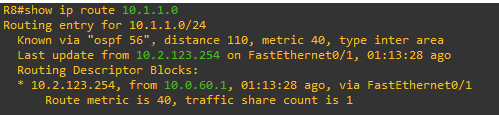 R8#show ip route 10.1.1.0
Routing entry for 10.1.1.0/24
Known via "ospf 56", distance 110, metric 40, type inter area
Last update from 10.2.123.254 on FastEthernet0/1, 01:13:28 ago
Routing Descriptor Blocks:
* 10.2.123.254, from 10.0.60.1, 01:13:28 ago, via FastEthernet0/1
Route metric is 40, traffic share count is 1